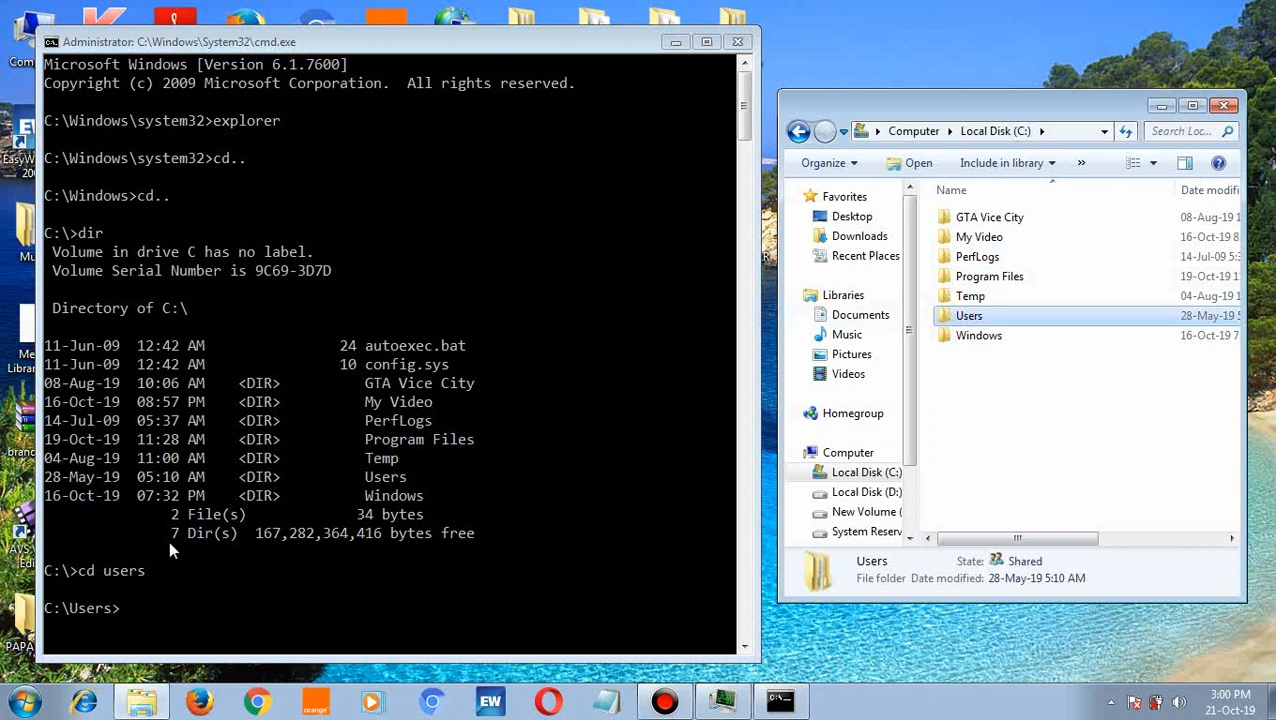 Administrator: C:\Windows\System32\cmd.exe
Microsoft Windows [Version 6.1.7600]
Copyright (c) 2009 Microsoft Corporation.  All rights reserved.
C:\Windows\system32>explorer
C:\Windows\system32>cd..
C:\Windows>cd..
C:\>dir
Volume in drive C has no label.
Volume Serial Number is 9C69-3D7D
Directory of C:\
11-Jun-09  12:42 AM                24 autoexec.bat
11-Jun-09  12:42 AM                10 config.sys
08-Aug-19  10:06 AM    <DIR>          GTA Vice City
16-Oct-19  08:57 PM    <DIR>          My Video
14-Jul-09  05:37 AM    <DIR>          PerfLogs
19-Oct-19  11:28 AM    <DIR>          Program Files
04-Aug-19  11:00 AM    <DIR>          Temp
28-May-19  05:10 AM    <DIR>          Users
16-Oct-19  07:32 PM    <DIR>          Windows
2 File(s)             34 bytes
7 Dir(s)  167,282,364,416 bytes free
C:\>cd users
C:\Users>
Computer
Local Disk (C:)
Search Loc...
Organize
Open
Include in library
»
Favorites
Desktop
Downloads
Recent Places
Libraries
Documents
Music
Pictures
Videos
Homegroup
Computer
Local Disk (C:)
Local Disk (D:)
System Reserv
Name
Date modifi
GTA Vice City 08-Aug-19 1
My Video 16-Oct-19 8
PerfLogs 14-Jul-09 5:3
Program Files 19-Oct-19 11
Temp 04-Aug-19 1
Users 28-May-19 5
Windows 16-Oct-19 7
Users State: Shared
File folder Date modified: 28-May-19 5:10 AM
orange
EW
C:\_
3:00 PM
21-Oct-19